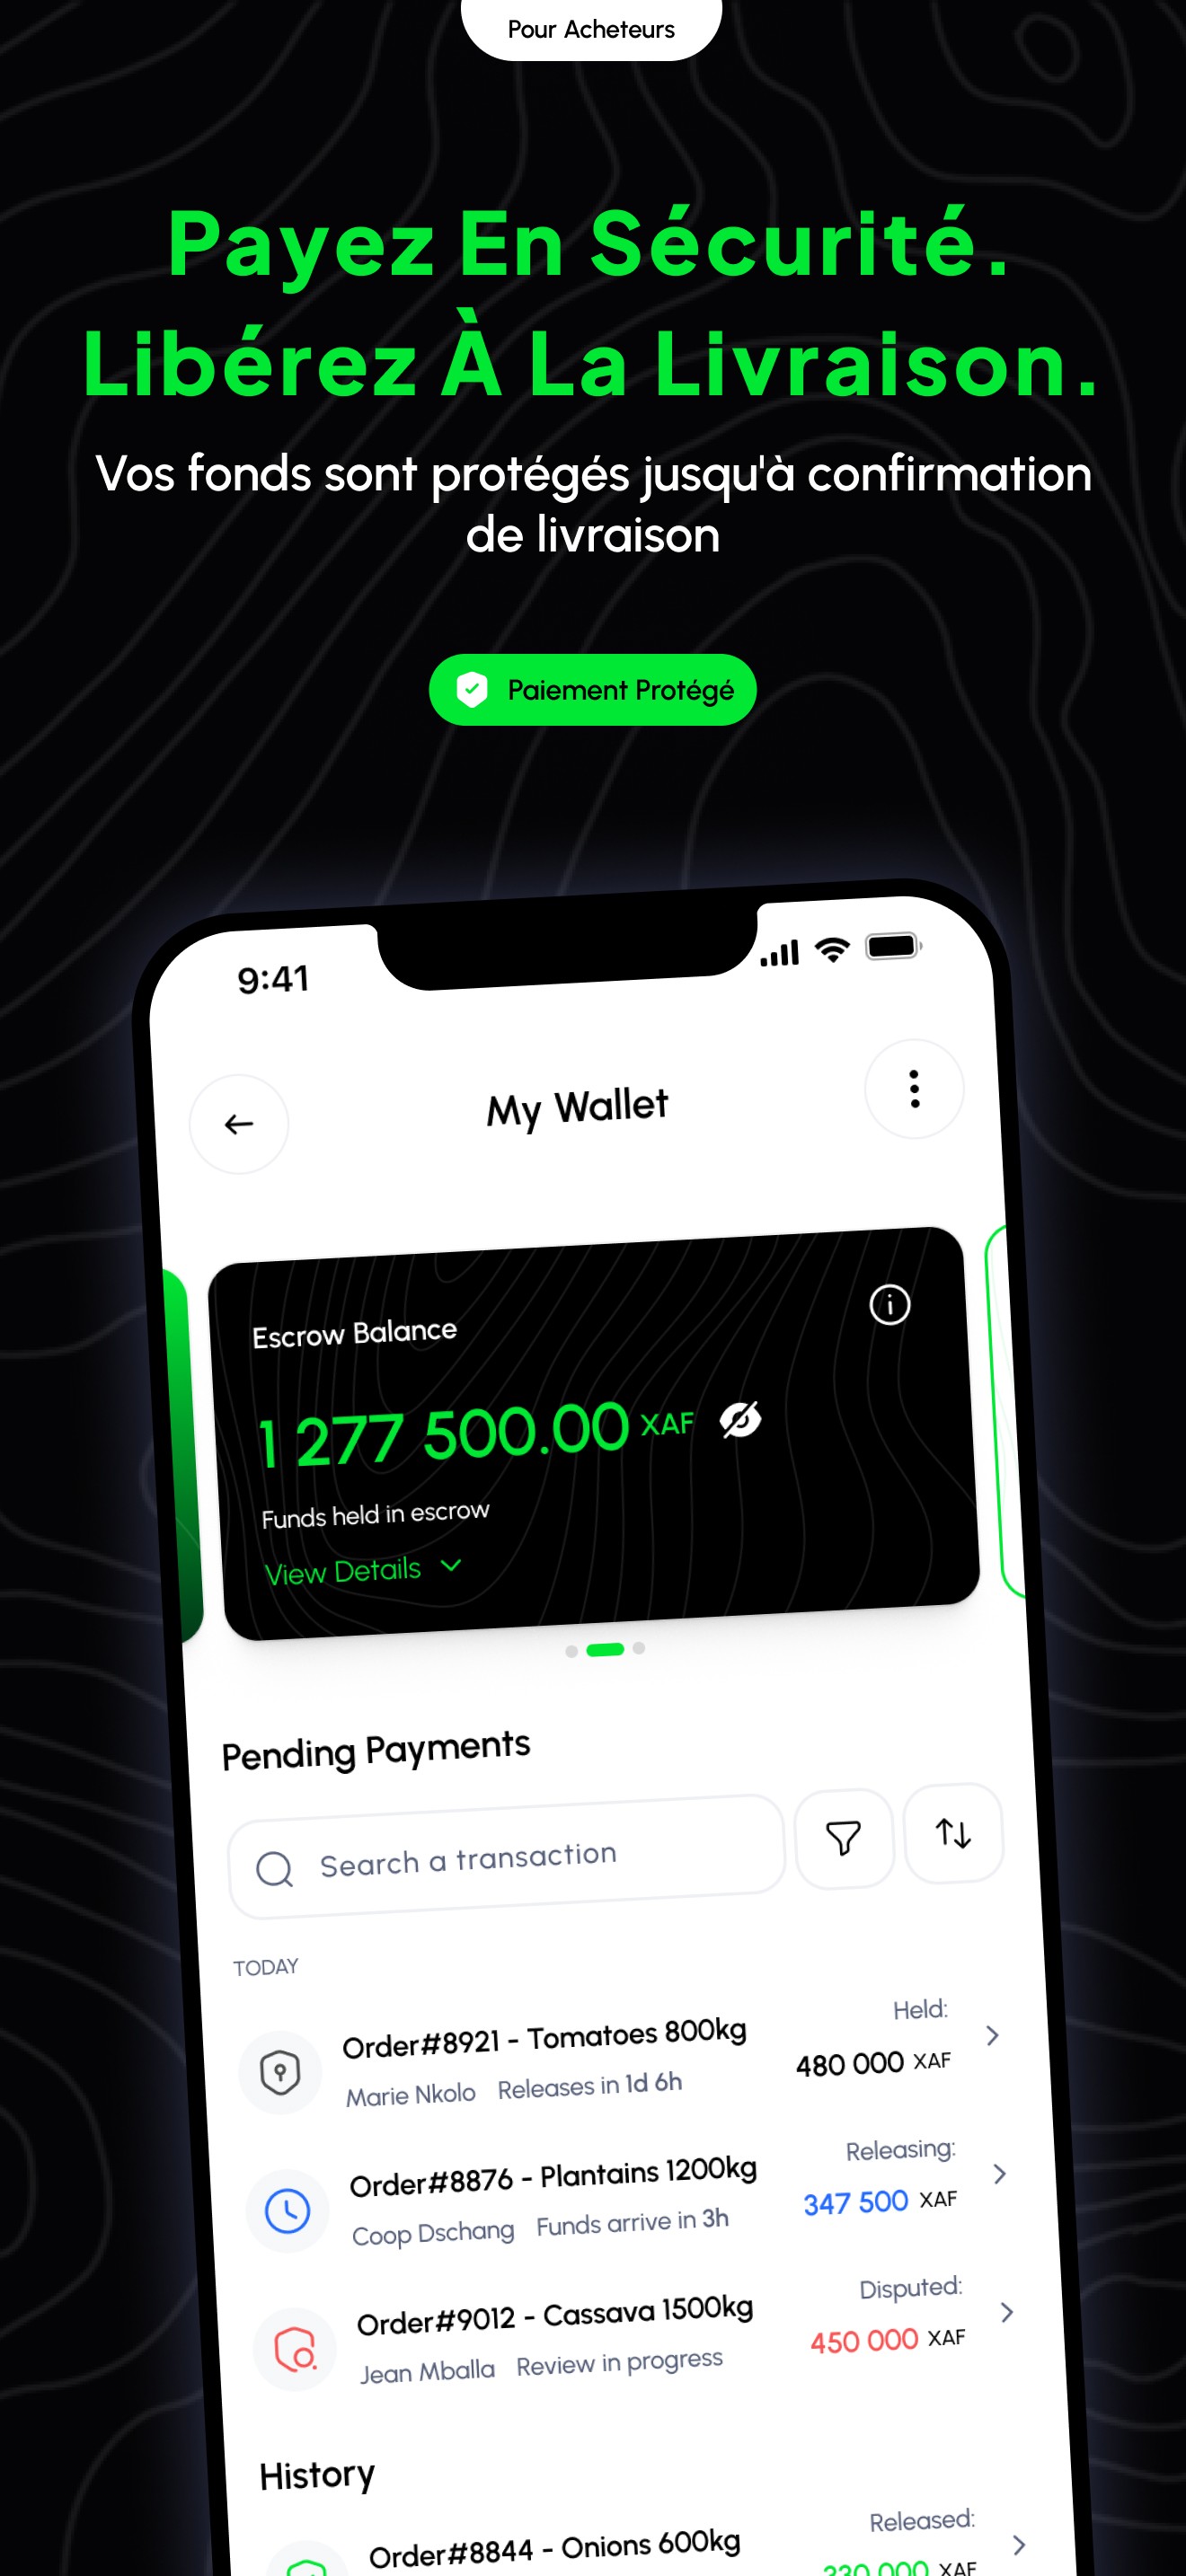 Pour Acheteurs
Payez En Sécurité.
Libérez À La Livraison.
Vos fonds sont protégés jusqu'à confirmation
de livraison
Paiement Protégé
9:41
My Wallet
Escrow Balance
1 277 500.00 XAF
Funds held in escrow
View Details
Pending Payments
Search a transaction
TODAY
Order#8921 - Tomatoes 800kg
Held:
Marie Nkolo Releases in 1d 6h
480 000 XAF
Order#8876 - Plantains 1200kg
Releasing:
Coop Dschang Funds arrive in 3h
347 500 XAF
Order#9012 - Cassava 1500kg
Disputed:
Jean Mballa Review in progress
450 000 XAF
History
Released:
Order#8844 - Onions 600kg
XAF